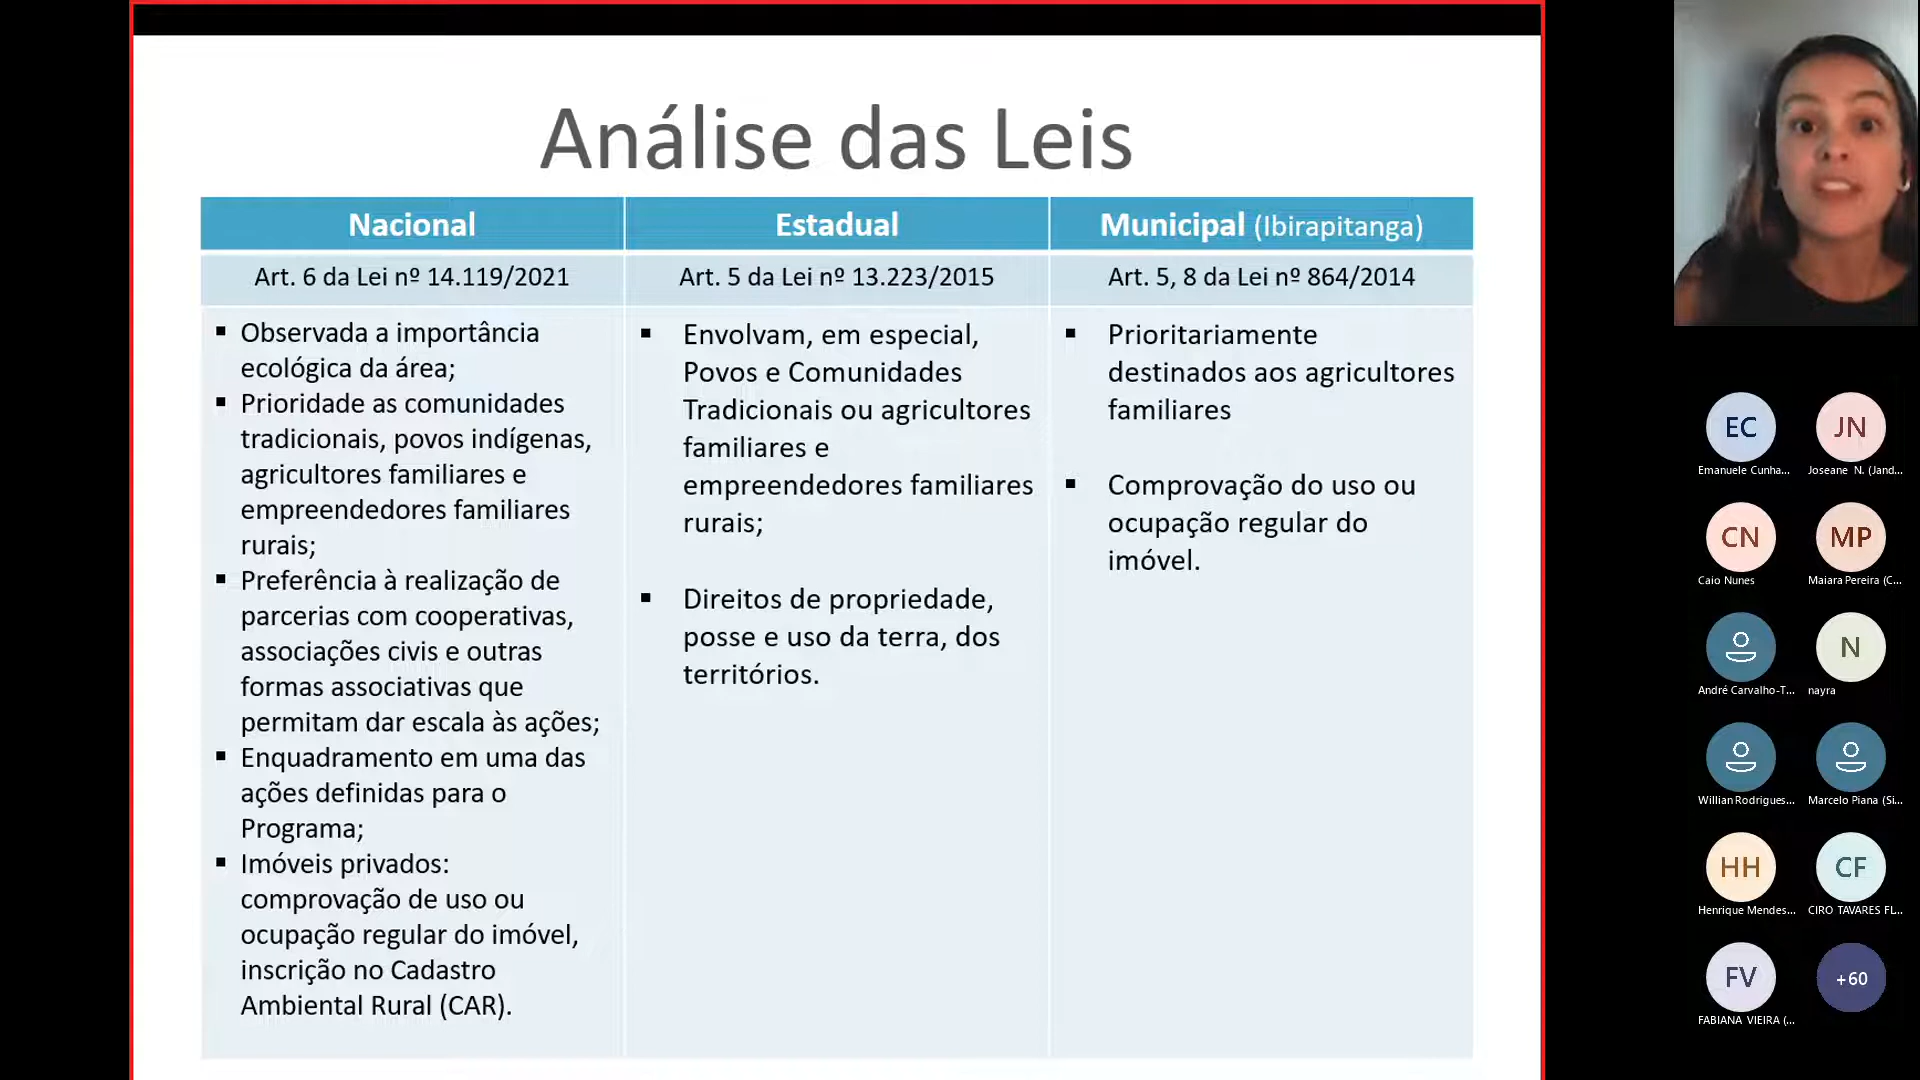 Análise das Leis
Nacional
Estadual
Municipal (Ibirapitanga)
Art. 6 da Lei nº 14.119/2021
Art. 5 da Lei nº 13.223/2015
Art. 5, 8 da Lei nº 864/2014
▪ Observada a importância
ecológica da área;
▪ Prioridade as comunidades
tradicionais, povos indígenas,
agricultores familiares e
empreendedores familiares
rurais;
▪ Preferência à realização de
parcerias com cooperativas,
associações civis e outras
formas associativas que
permitam dar escala às ações;
▪ Enquadramento em uma das
ações definidas para o
Programa;
▪ Imóveis privados:
comprovação de uso ou
ocupação regular do imóvel,
inscrição no Cadastro
Ambiental Rural (CAR).
▪ Envolvam, em especial,
Povos e Comunidades
Tradicionais ou agricultores
familiares e
empreendedores familiares
rurais;
▪ Direitos de propriedade,
posse e uso da terra, dos
territórios.
▪ Prioritariamente
destinados aos agricultores
familiares
▪ Comprovação do uso ou
ocupação regular do
imóvel.
EC
Emanuele Cunha...
JN
Joseane N. (Jand...
CN
Caio Nunes
MP
Maiara Pereira (C...
André Carvalho-T...
N
nayra
Willian Rodrigues...
Marcelo Piana (Si...
HH
Henrique Mendes...
CF
CIRO TAVARES FL...
FV
FABIANA VIEIRA (...
+60